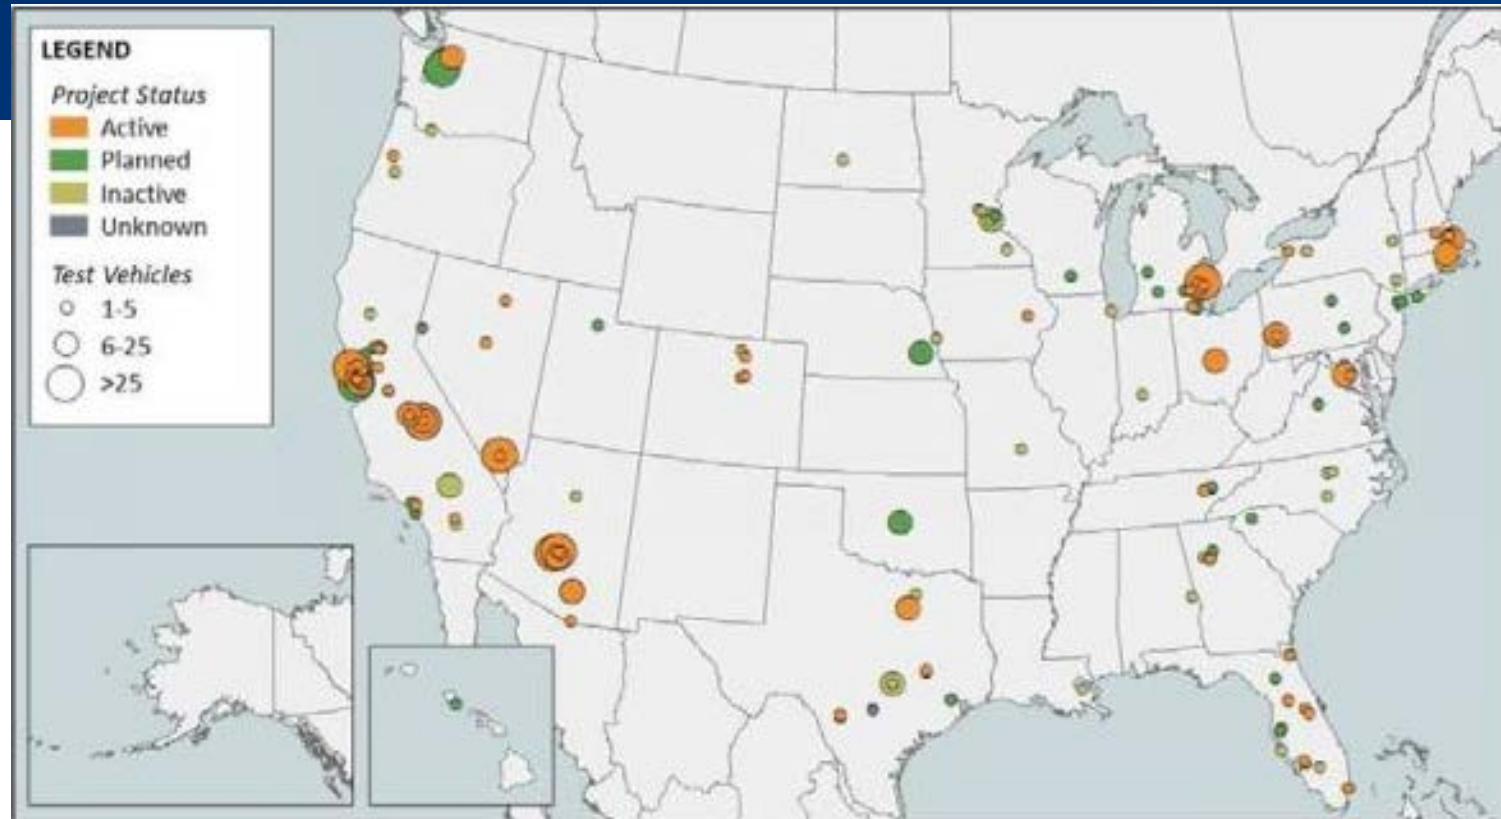 LEGEND
Project Status
Active
Planned
Inactive
Unknown
Test Vehicles
1-5
6-25
>25